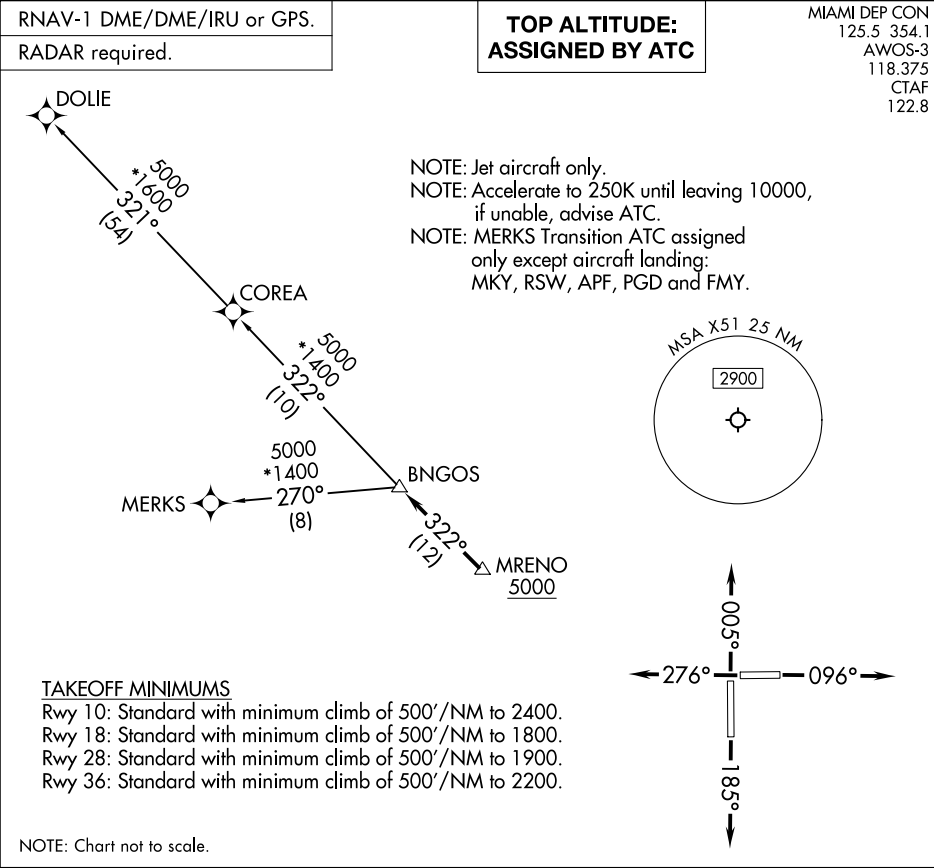 RNAV-1 DME/DME/IRU or GPS.
RADAR required.
TOP ALTITUDE:
ASSIGNED BY ATC
MIAMI DEP CON
125.5 354.1
AWOS-3
118.375
CTAF
122.8
DOLIE
5000
*1600
321°
(54)
NOTE: Jet aircraft only.
NOTE: Accelerate to 250K until leaving 10000,
if unable, advise ATC.
NOTE: MERKS Transition ATC assigned
only except aircraft landing:
MKY, RSW, APF, PGD and FMY.
COREA
5000
*1400
322°
(10)
MSA X51 25 NM
2900
5000
*1400
270°
(8)
MERKS
BNGOS
322°
(12)
MRENO
5000
005°
276°
096°
185°
TAKEOFF MINIMUMS
Rwy 10: Standard with minimum climb of 500'/NM to 2400.
Rwy 18: Standard with minimum climb of 500'/NM to 1800.
Rwy 28: Standard with minimum climb of 500'/NM to 1900.
Rwy 36: Standard with minimum climb of 500'/NM to 2200.
NOTE: Chart not to scale.